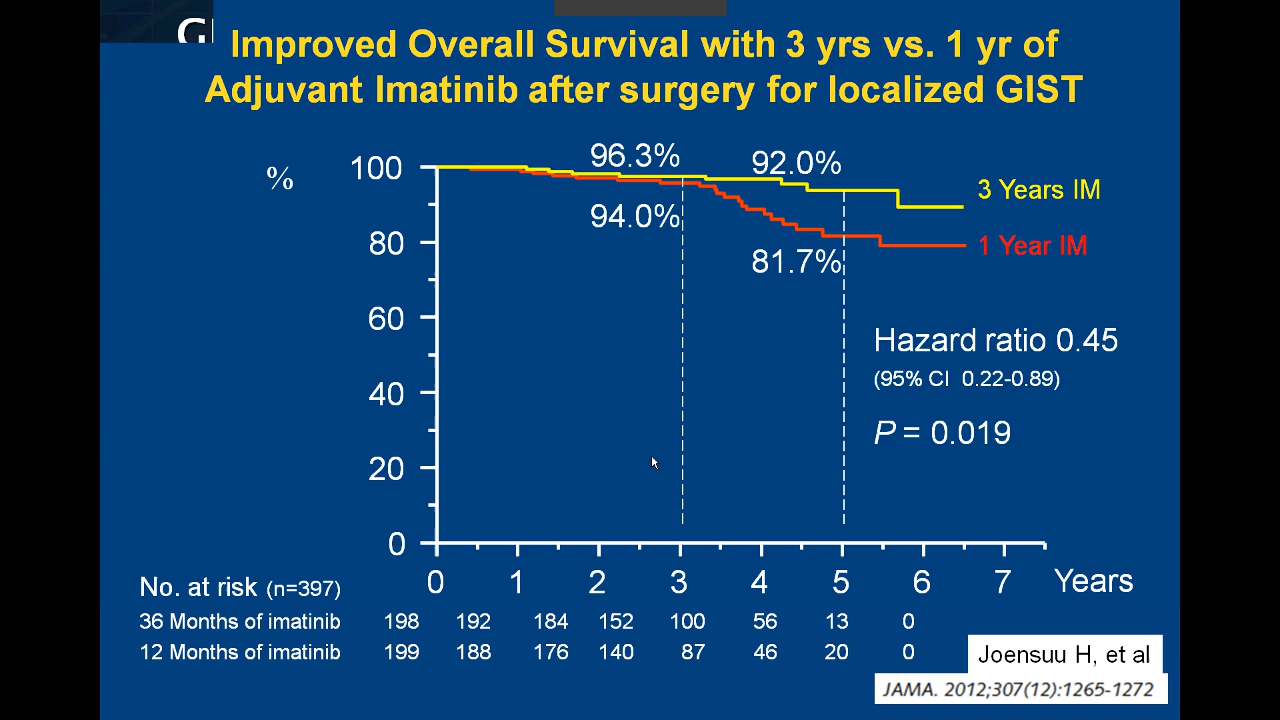 Improved Overall Survival with 3 yrs vs. 1 yr of
Adjuvant Imatinib after surgery for localized GIST
%
100
80
60
40
20
0
96.3%
92.0%
94.0%
81.7%
3 Years IM
1 Year IM
Hazard ratio 0.45
(95% CI 0.22-0.89)
P = 0.019
0 1 2 3 4 5 6 7 Years
No. at risk (n=397)
36 Months of imatinib 198 192 184 152 100 56 13 0
12 Months of imatinib 199 188 176 140 87 46 20 0
Joensuu H, et al
JAMA. 2012;307(12):1265-1272